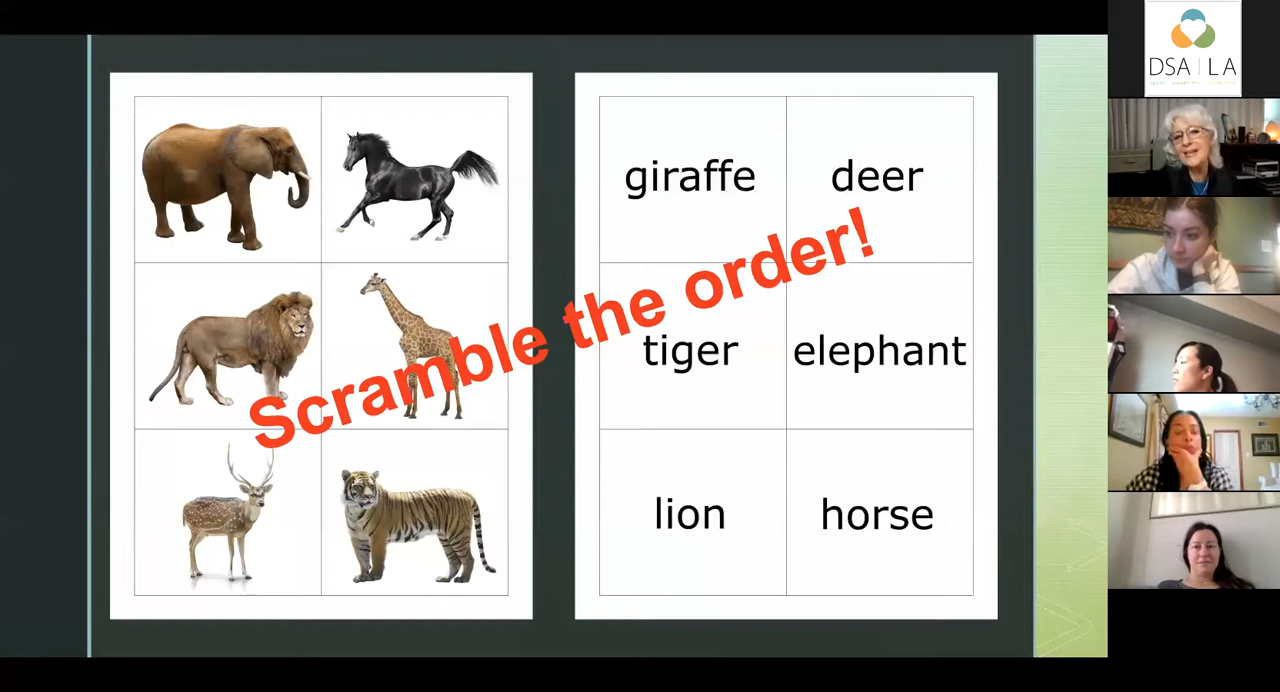 DSA | LA
giraffe deer
Scramble the order!
tiger elephant
lion horse